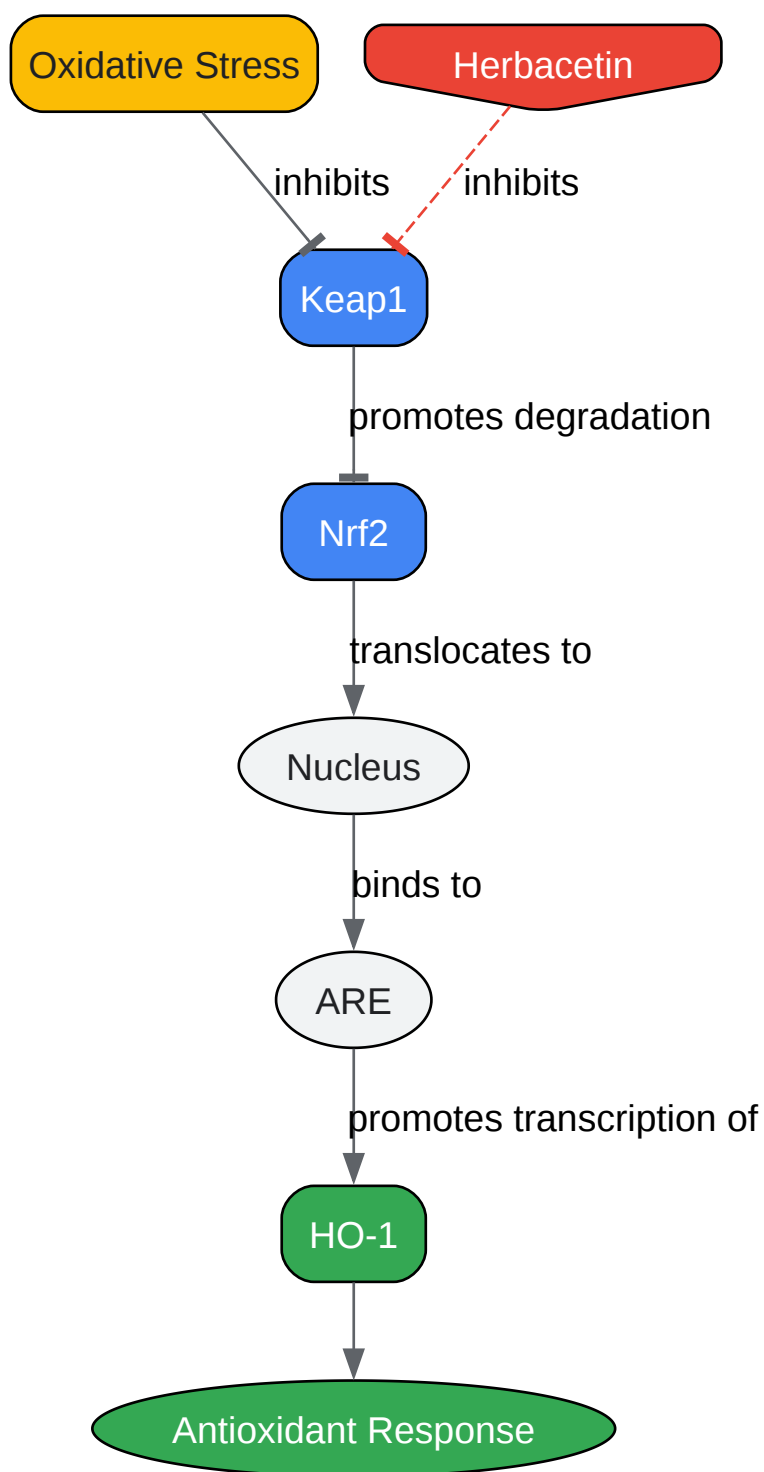 Oxidative Stress
Herbacetin
inhibits
inhibits
Keap1
promotes degradation
Nrf2
translocates to
Nucleus
binds to
ARE
promotes transcription of
HO-1
Antioxidant Response